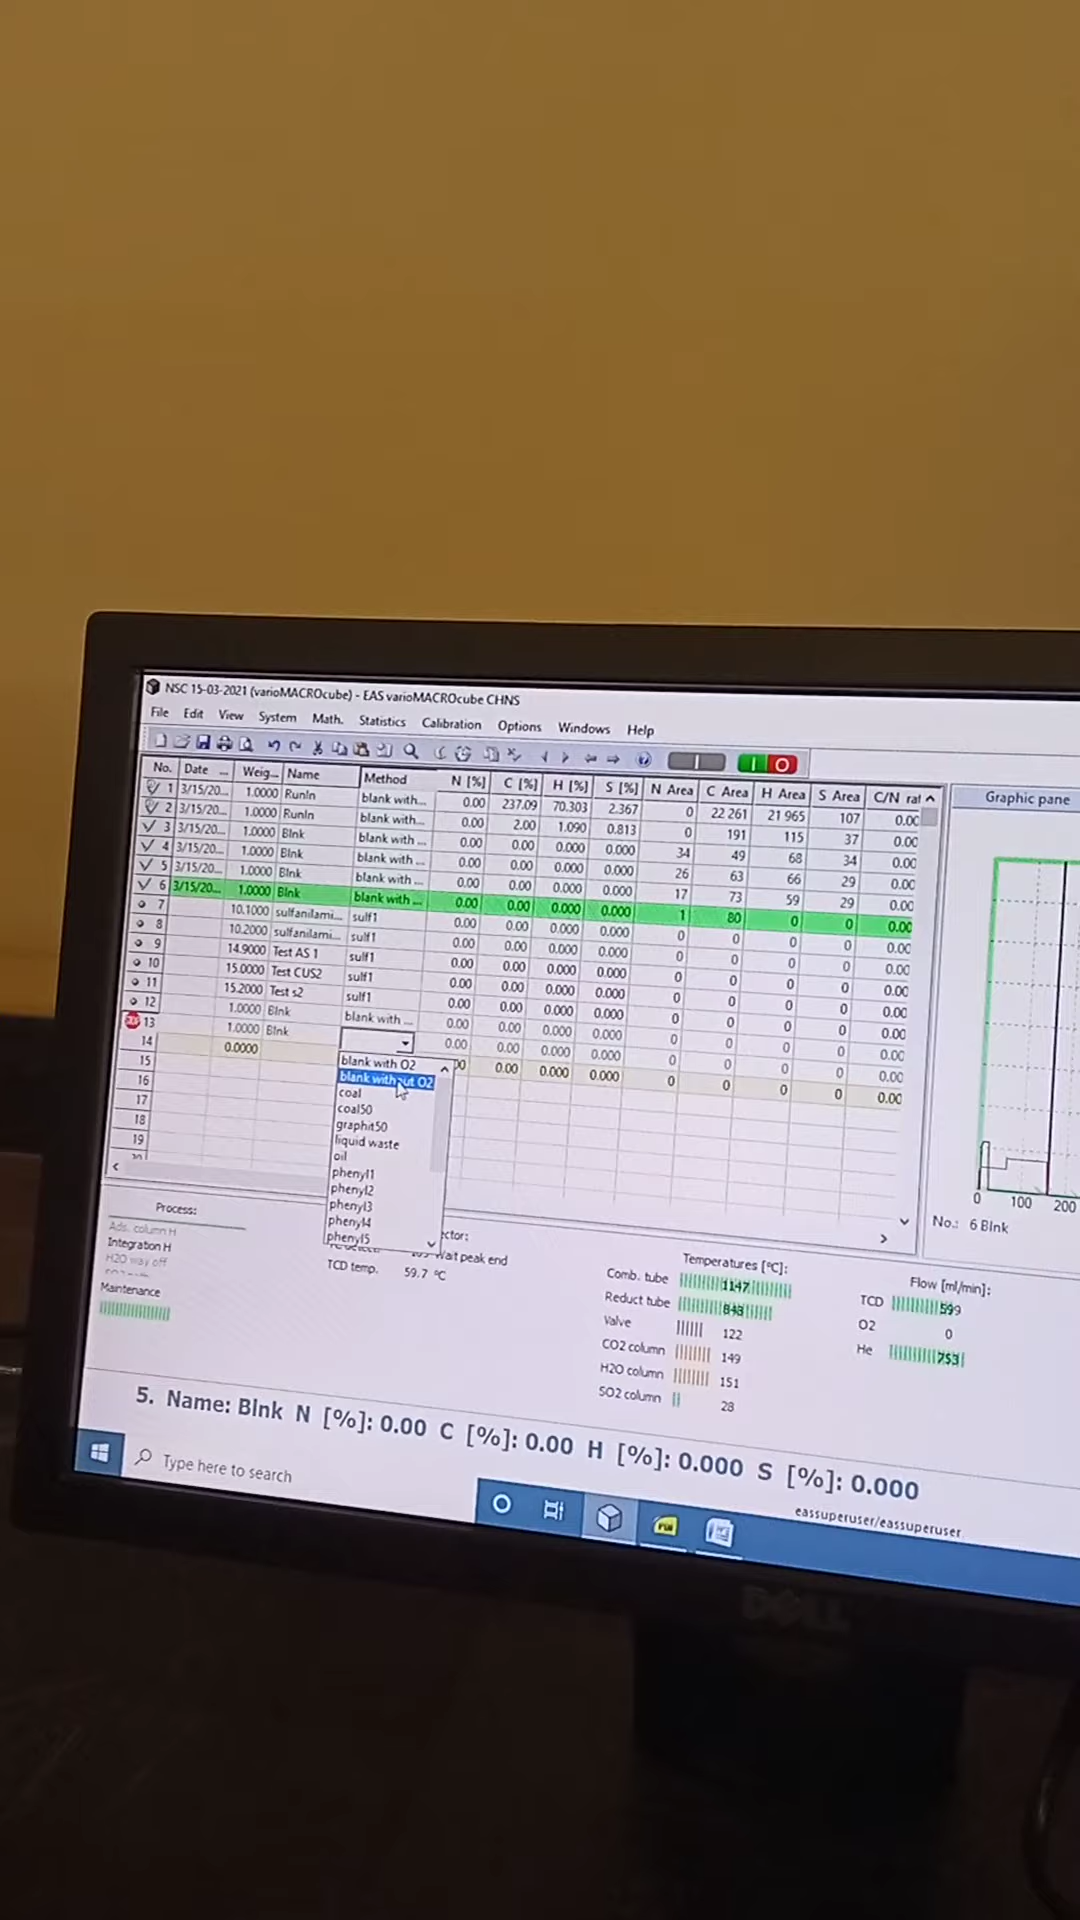 NSC 15-03-2021 (varioMACROcube) - EAS varioMACROcube CHNS
File Edit View System Math. Statistics Calibration Options Windows Help
No. Date ... Weig... Name Method N [%] C [%] H [%] S [%] N Area C Area H Area S Area C/N rat
1 3/15/20... 1.0000 RunIn blank with... 0.00 237.09 70.303 2.367 0 22 261 21 965 107 0.00
2 3/15/20... 1.0000 RunIn blank with... 0.00 2.00 1.090 0.813 0 191 115 37 0.00
3 3/15/20... 1.0000 Blnk blank with ... 0.00 0.00 0.000 0.000 34 49 68 34 0.00
4 3/15/20... 1.0000 Blnk blank with ... 0.00 0.00 0.000 0.000 26 63 66 29 0.00
5 3/15/20... 1.0000 Blnk blank with ... 0.00 0.00 0.000 0.000 17 73 59 29 0.00
6 3/15/20... 1.0000 Blnk blank with ... 0.00 0.00 0.000 0.000 1 80 0 0 0.00
7 10.1000 sulfanilami... sulf1 0.00 0.00 0.000 0.000 0 0 0 0 0.00
8 10.2000 sulfanilami... sulf1 0.00 0.00 0.000 0.000 0 0 0 0 0.00
9 14.9000 Test AS 1 sulf1 0.00 0.00 0.000 0.000 0 0 0 0 0.00
10 15.0000 Test CUS2 sulf1 0.00 0.00 0.000 0.000 0 0 0 0 0.00
11 15.2000 Test s2 sulf1 0.00 0.00 0.000 0.000 0 0 0 0 0.00
12 1.0000 Blnk blank with ... 0.00 0.00 0.000 0.000 0 0 0 0 0.00
13 1.0000 Blnk 0.00 0.00 0.000 0.000 0 0 0 0 0.00
14 0.0000 0.00 0.000 0.000 0 0 0 0 0.00
15
16
17
18
19
blank with O2
blank without O2
coal
coal50
graphit50
liquid waste
oil
phenyl1
phenyl2
phenyl3
phenyl4
phenyl5
Graphic pane
0 100 200
No.: 6 Blnk
Process:
Ads. column H
Integration H
H2O way off
Maintenance
Wait peak end
TCD temp. 59.7 °C
Temperatures [°C]:
Comb. tube 1147
Reduct tube 843
Valve 122
CO2 column 149
H2O column 151
SO2 column 28
Flow [ml/min]:
TCD 599
O2 0
He 753
5. Name: Blnk N [%]: 0.00 C [%]: 0.00 H [%]: 0.000 S [%]: 0.000
eassuperuser/eassuperuser
Type here to search
DELL